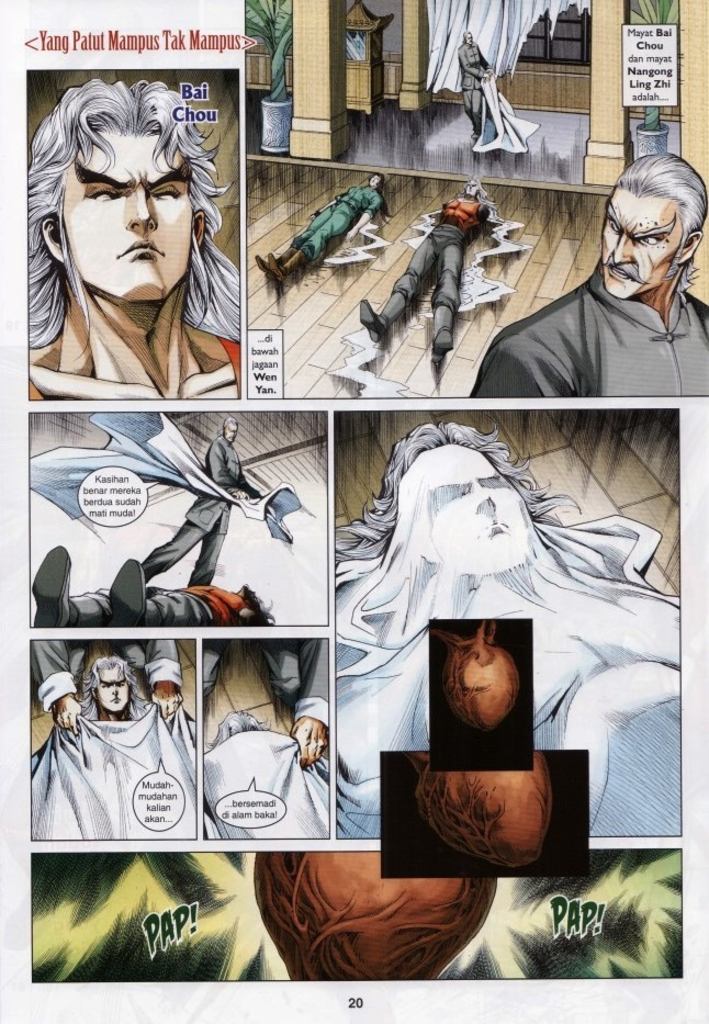 <Yang Patut Mampus Tak Mampus>
Bai
Chou
Mayat Bai
Chou
dan mayat
Nangong
Ling Zhi
adalah....
...di
bawah
jagaan
Wen
Yan.
Kasihan
benar mereka
berdua sudah
mati muda!
Mudah-
mudahan
kalian
akan...
...bersemadi
di alam baka!
PAP!
PAP!
20